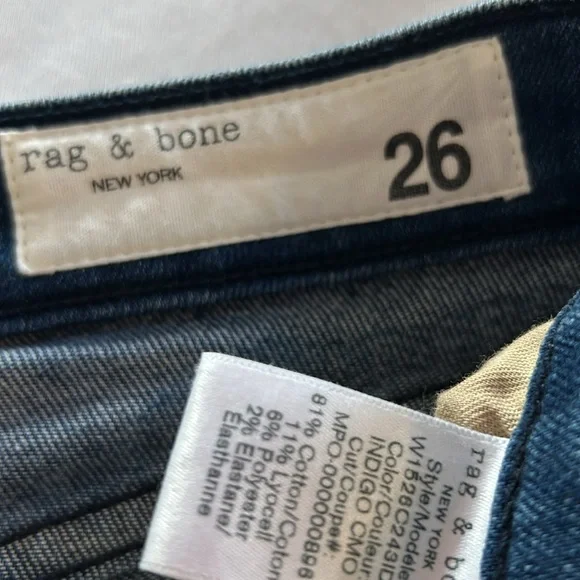 rag & bone
NEW YORK
26
rag & bo
NEW YORK
Style/Modele
W1528C243ID
Color/Couleur:
INDIGO CMO
Cut/Coupe#:
MPO-000000896
81% Cotton/Coton
11% Lyocell
6% Polyester
2% Elastane/
Elasthanne